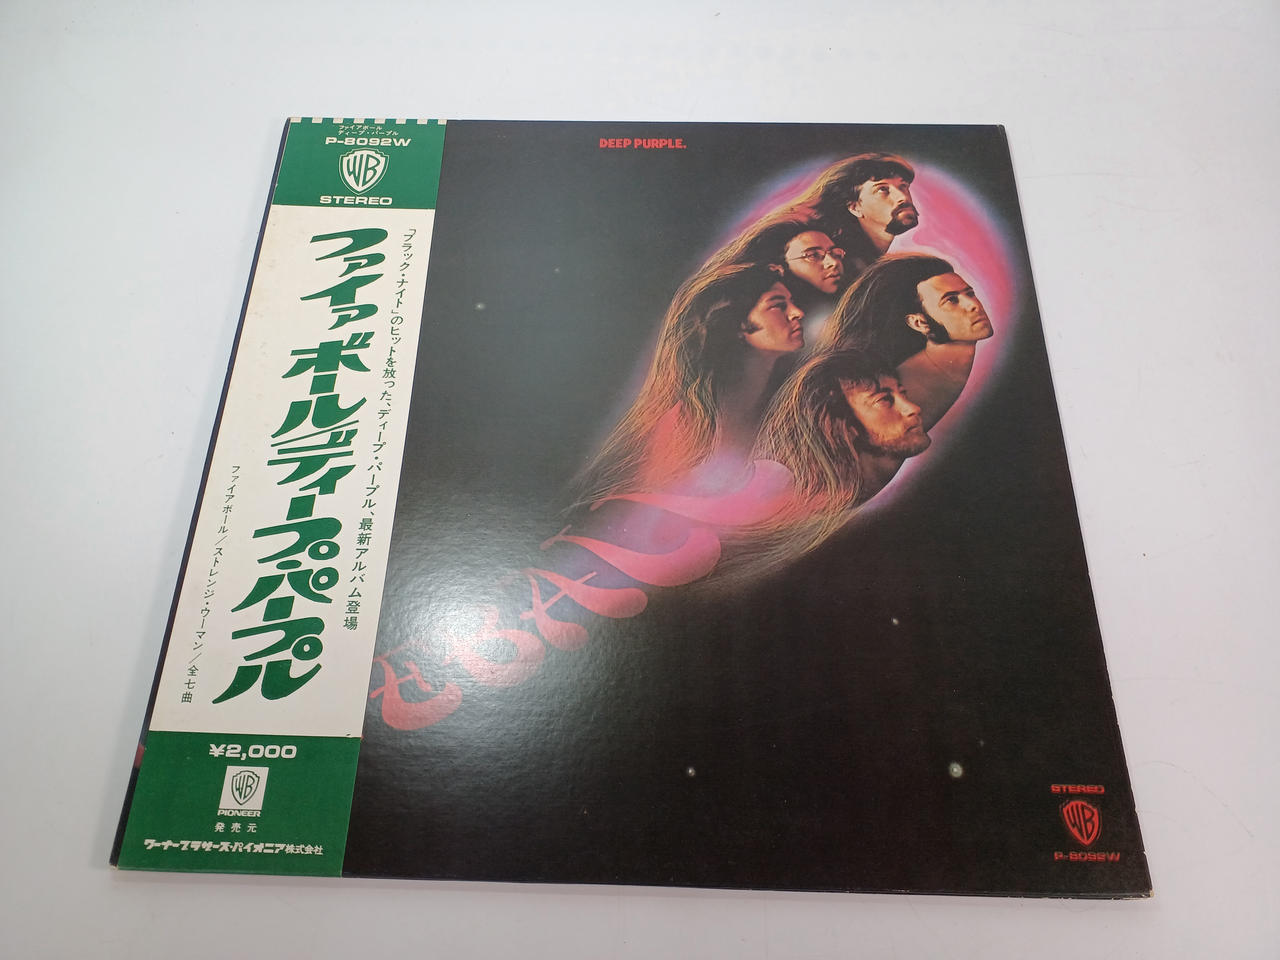 ファイアボール
ディープ・パープル
P-8092W
WB
STEREO
「ブラック・ナイト」のヒットを放った、ディープ・パープル、最新アルバム登場
ファイアボール/ディープ・パープル
ファイアボール/ストレンジ・ウーマン/全七曲
¥2,000
WB
PIONEER
発売元
ワーナーブラザーズ・パイオニア株式会社
DEEP PURPLE.
EBALL
STEREO
WB
P-8092W